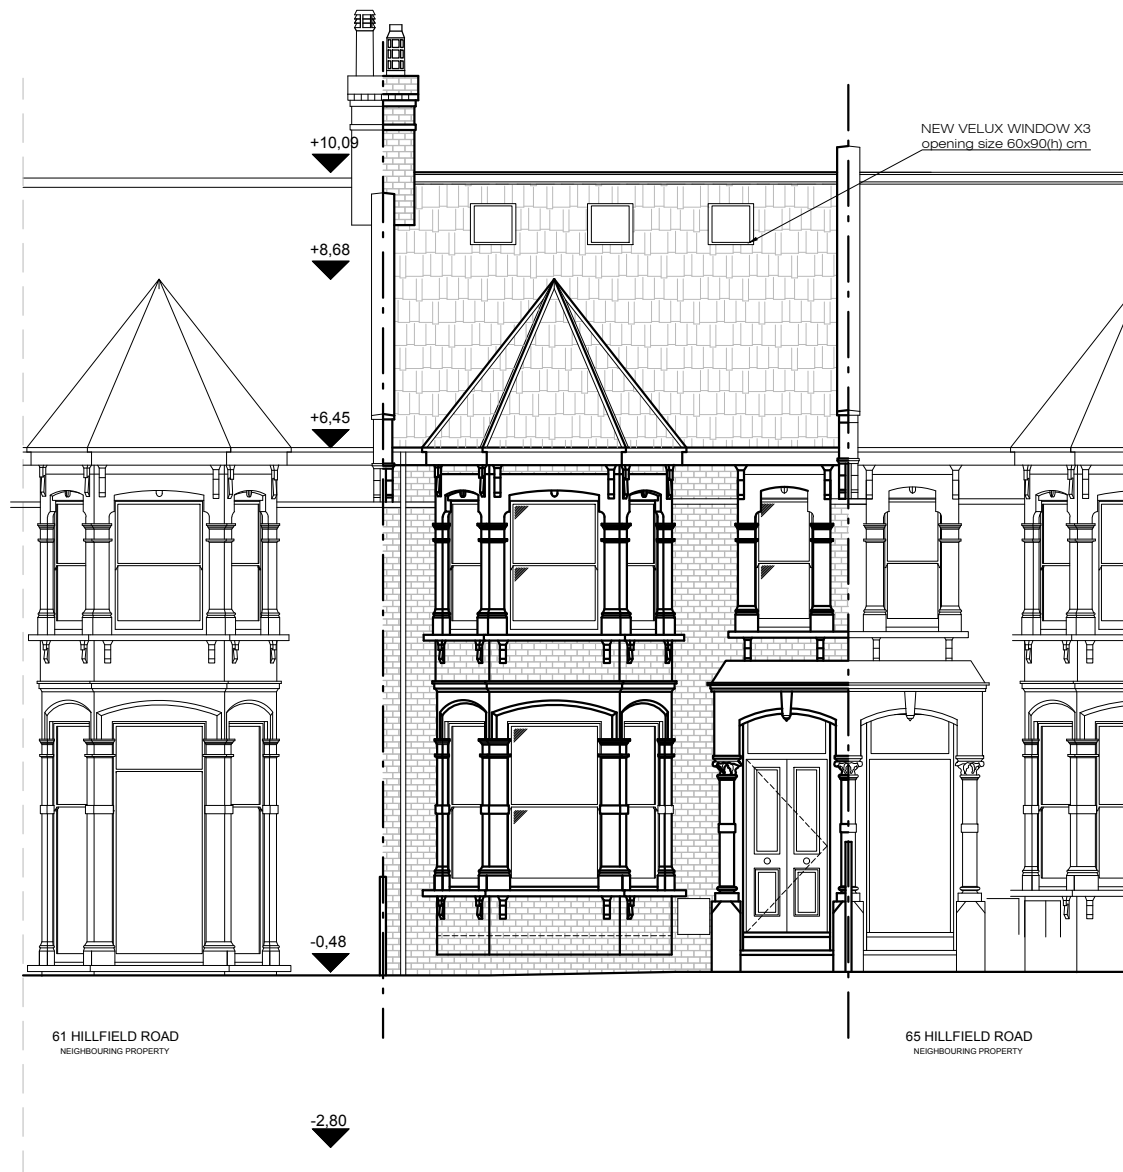 NEW VELUX WINDOW X3
opening size 60x90(h) cm
+10,09
+8,68
+6,45
-0,48
61 HILLFIELD ROAD
NEIGHBOURING PROPERTY
65 HILLFIELD ROAD
NEIGHBOURING PROPERTY
-2,80